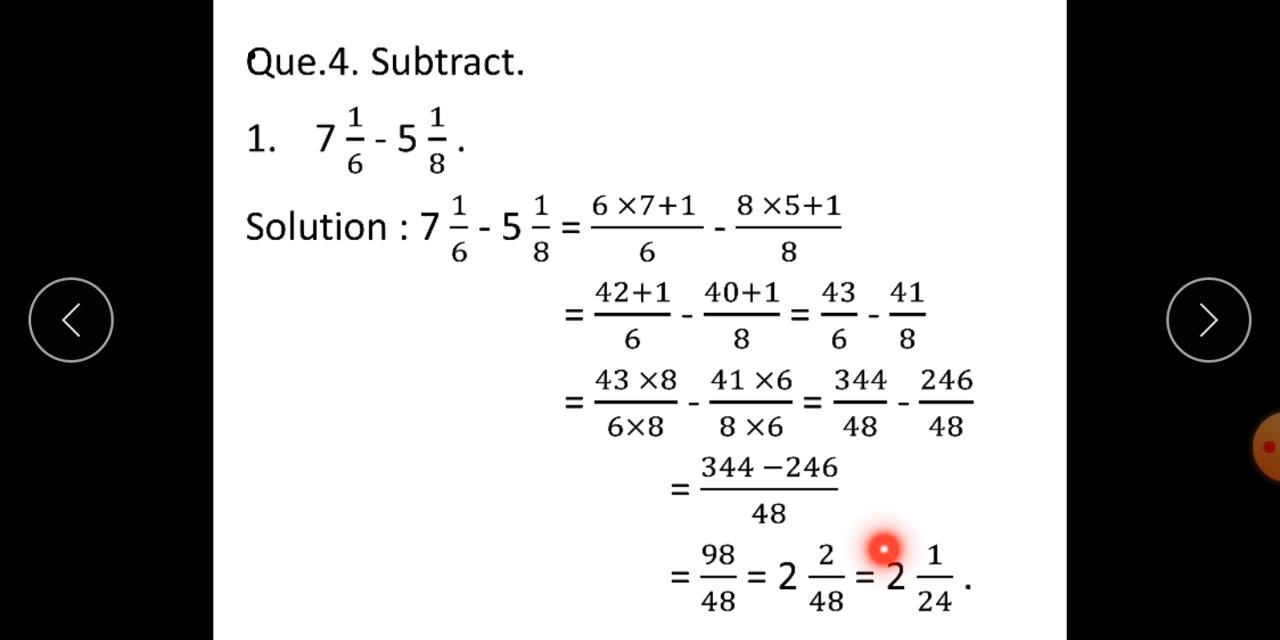 Que.4. Subtract.
1. 7 1/6 - 5 1/8 .
Solution : 7 1/6 - 5 1/8 = (6 ×7+1)/6 - (8 ×5+1)/8
= (42+1)/6 - (40+1)/8 = 43/6 - 41/8
= (43 ×8)/(6×8) - (41 ×6)/(8 ×6) = 344/48 - 246/48
= (344 −246)/48
= 98/48 = 2 2/48 = 2 1/24 .